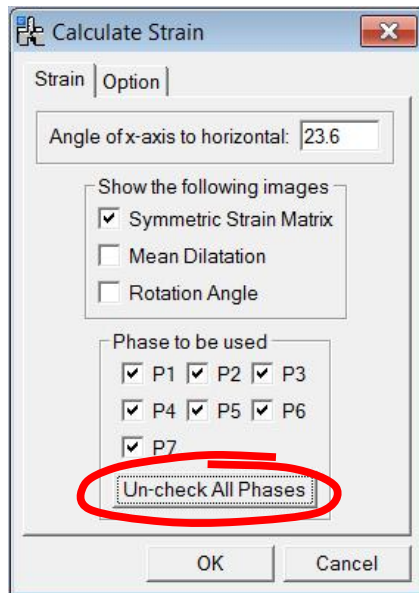 Calculate Strain
Strain Option
Angle of x-axis to horizontal: 23.6
Show the following images
Symmetric Strain Matrix
Mean Dilatation
Rotation Angle
Phase to be used
P1 P2 P3
P4 P5 P6
P7
Un-check All Phases
OK Cancel